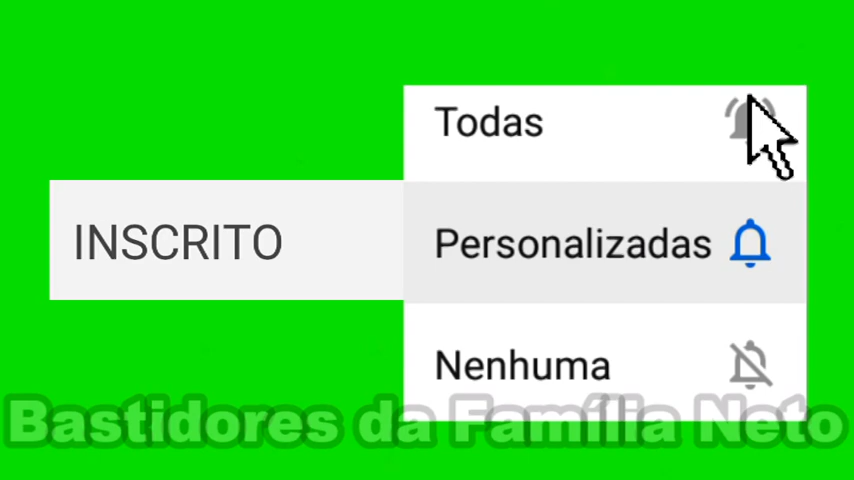 Todas
INSCRITO
Personalizadas
Nenhuma
Bastidores da Família Neto